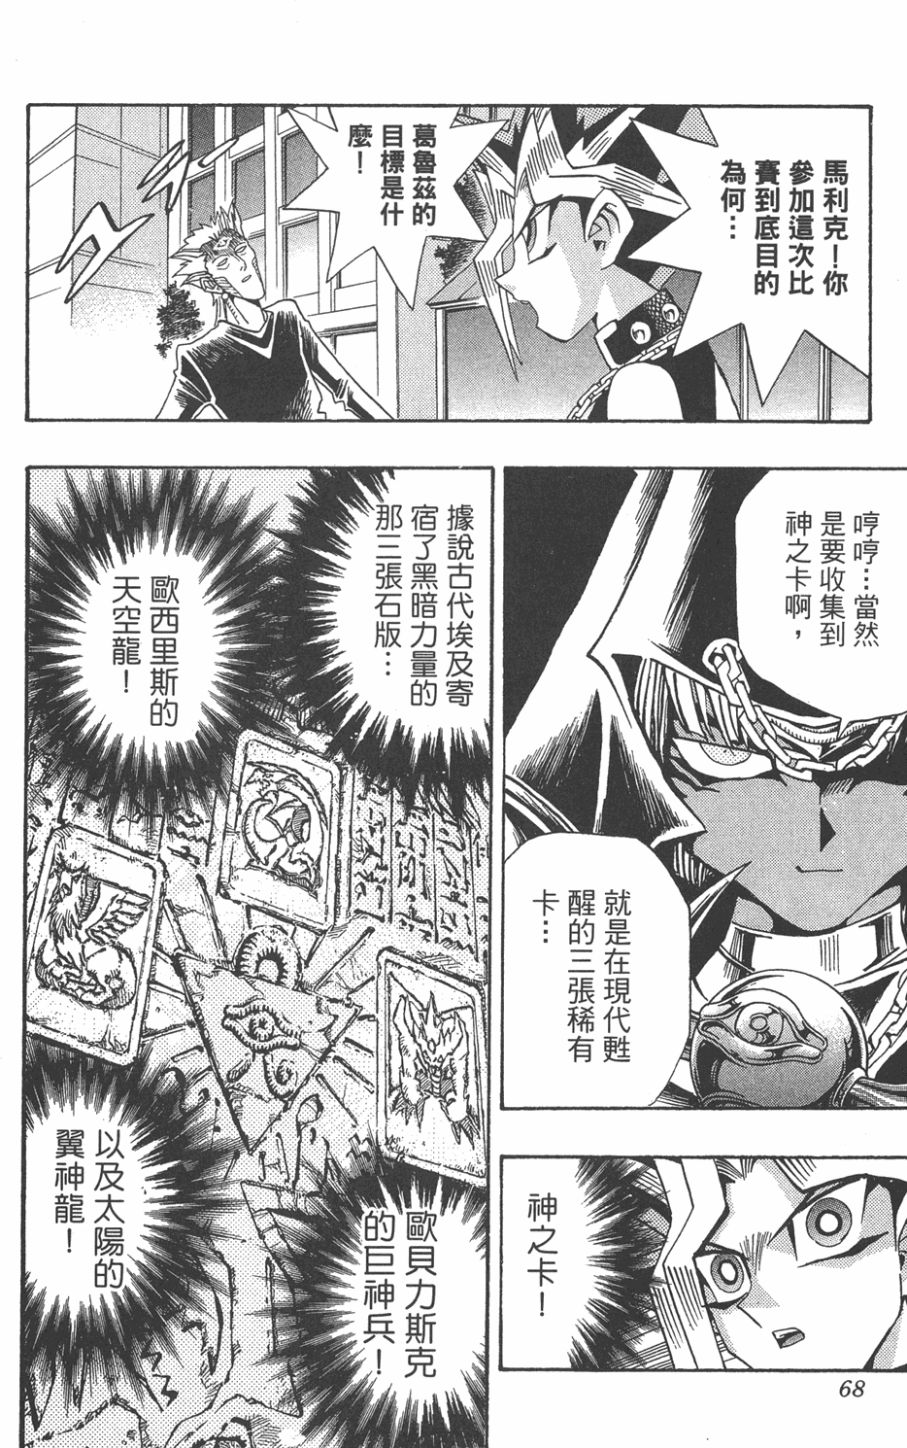 馬利克！你
參加這次比
賽到底目的
為何…
葛魯茲的
目標是什
麼！
哼哼…當然
是要收集到
神之卡啊，
就是在現代甦
醒的三張稀有
卡…
神之卡！
據說古代埃及寄
宿了黑暗力量的
那三張石版…
歐西里斯的
天空龍！
歐貝力斯克
的巨神兵！
以及太陽的
翼神龍！
68